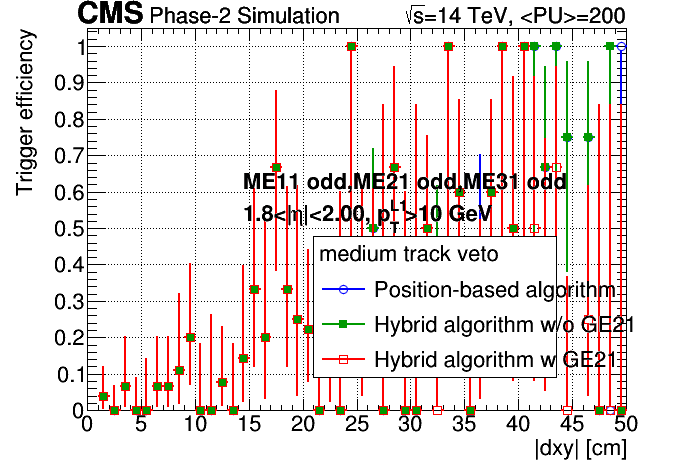 CMS Phase-2 Simulation √s=14 TeV, <PU>=200
Trigger efficiency
1
0.9
0.8
0.7
0.6
0.5
0.4
0.3
0.2
0.1
0
ME11 odd,ME21 odd,ME31 odd
1.8<|η|<2.00, p_T^L1>10 GeV
medium track veto
Position-based algorithm
Hybrid algorithm w/o GE21
Hybrid algorithm w GE21
0 5 10 15 20 25 30 35 40 45 50
|dxy| [cm]